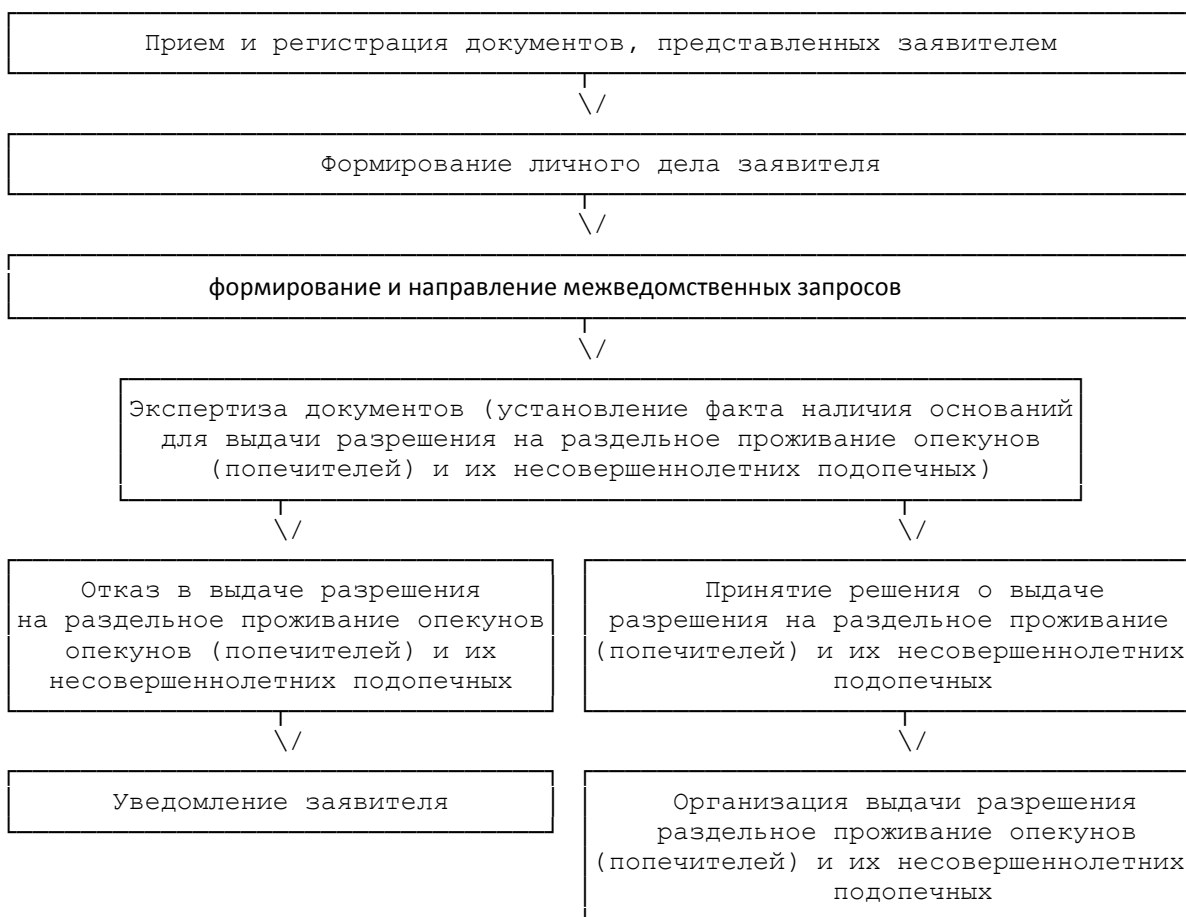 Прием и регистрация документов, представленных заявителем
\/
Формирование личного дела заявителя
\/
формирование и направление межведомственных запросов
\/
Экспертиза документов (установление факта наличия оснований
для выдачи разрешения на раздельное проживание опекунов
(попечителей) и их несовершеннолетних подопечных)
\/ \/
Отказ в выдаче разрешения
на раздельное проживание опекунов
опекунов (попечителей) и их
несовершеннолетних подопечных
Принятие решения о выдаче
разрешения на раздельное проживание
(попечителей) и их несовершеннолетних
подопечных
\/ \/
Уведомление заявителя
Организация выдачи разрешения
раздельное проживание опекунов
(попечителей) и их несовершеннолетних
подопечных